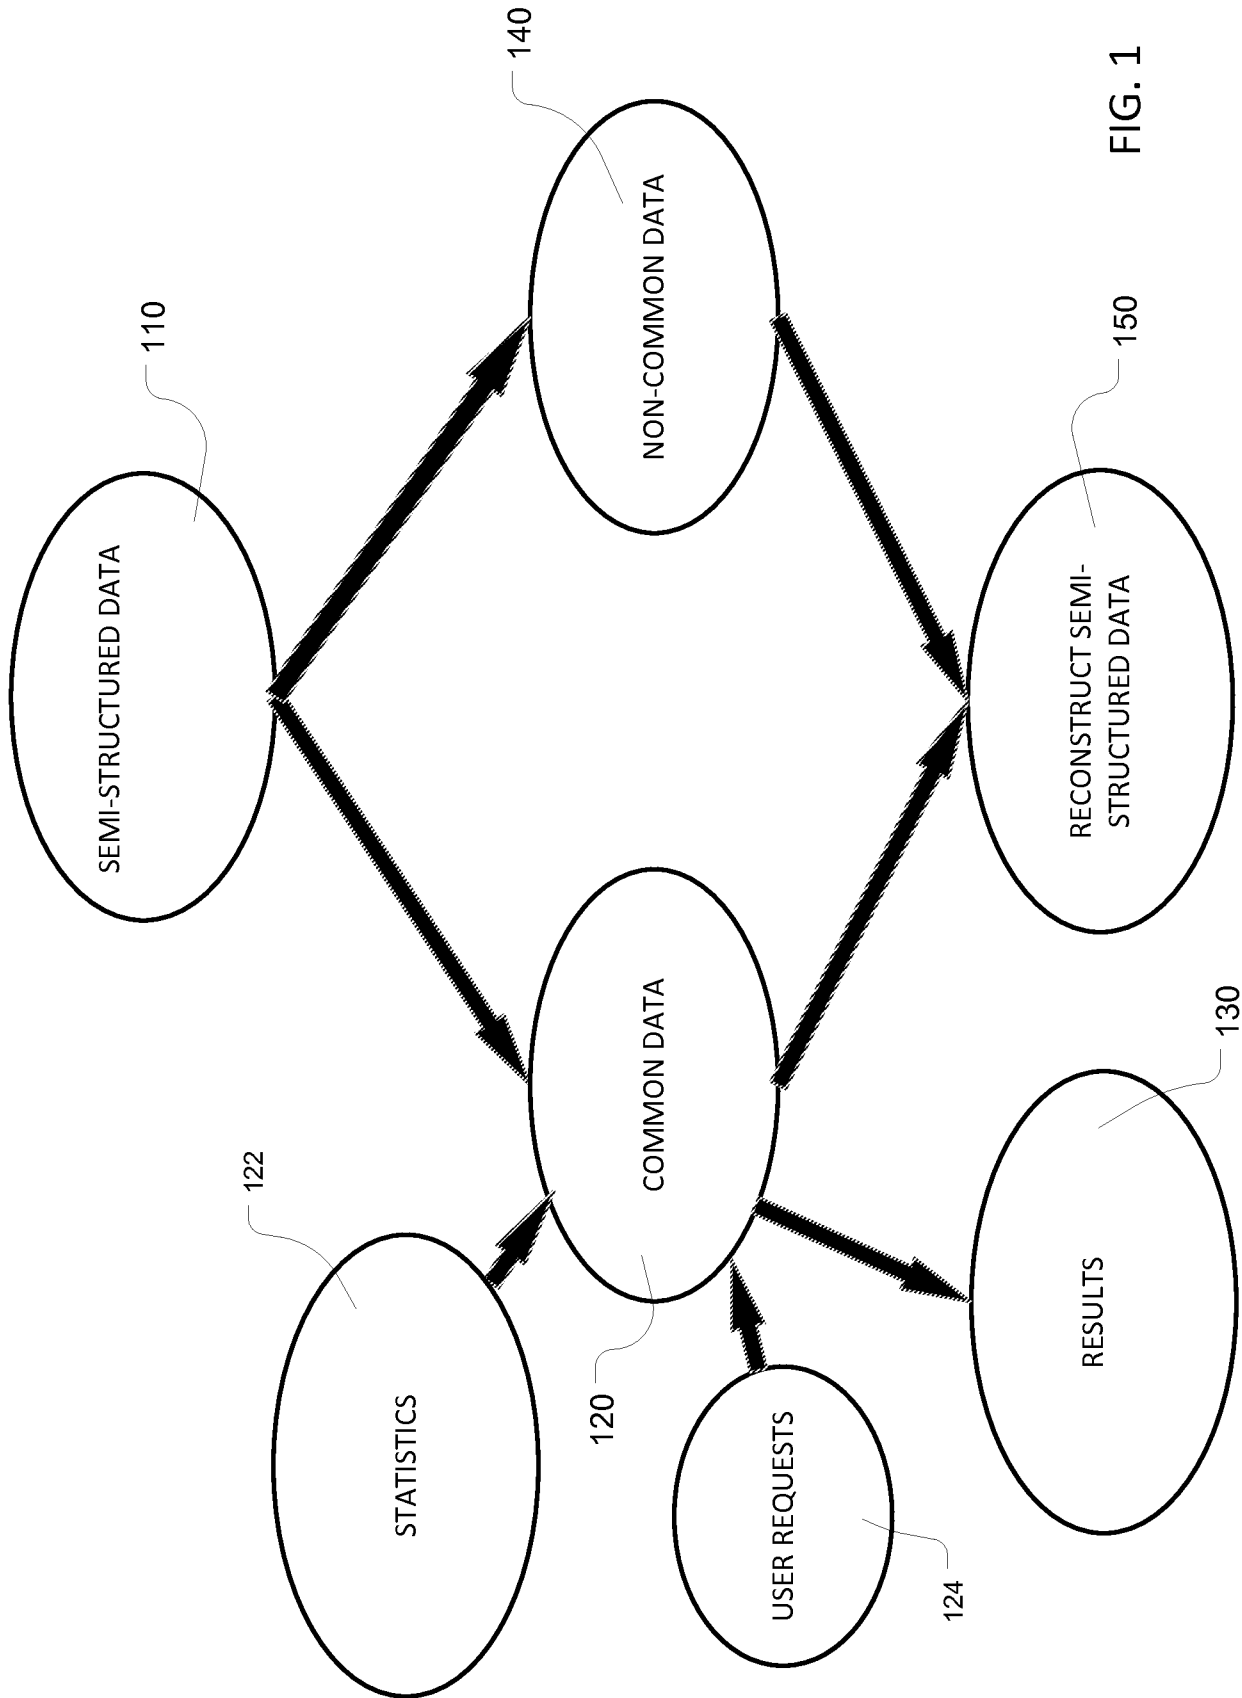 110
SEMI-STRUCTURED DATA
122
STATISTICS
120
COMMON DATA
140
NON-COMMON DATA
124
USER REQUESTS
130
RESULTS
150
RECONSTRUCT SEMI-
STRUCTURED DATA
FIG. 1